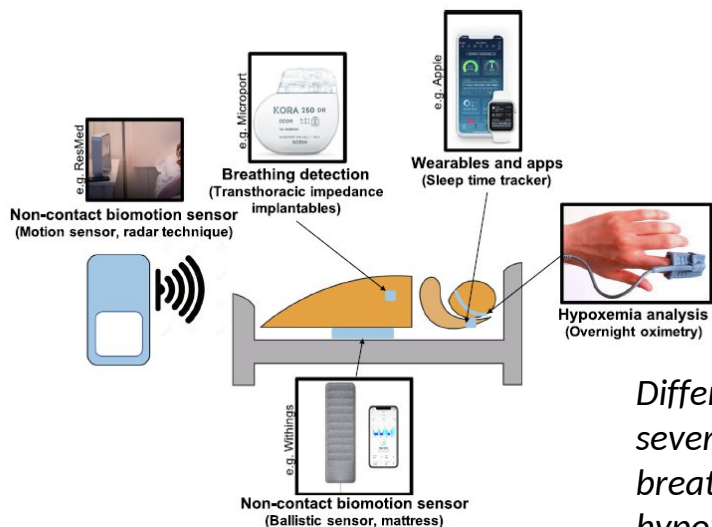 e.g. ResMed
Non-contact biomotion sensor
(Motion sensor, radar technique)
e.g. Microport
KORA 250 DR
Breathing detection
(Transthoracic impedance
implantables)
e.g. Apple
Wearables and apps
(Sleep time tracker)
Hypoxemia analysis
(Overnight oximetry)
e.g. Withings
Non-contact biomotion sensor
(Ballistic sensor, mattress)
Differ
sever
breat